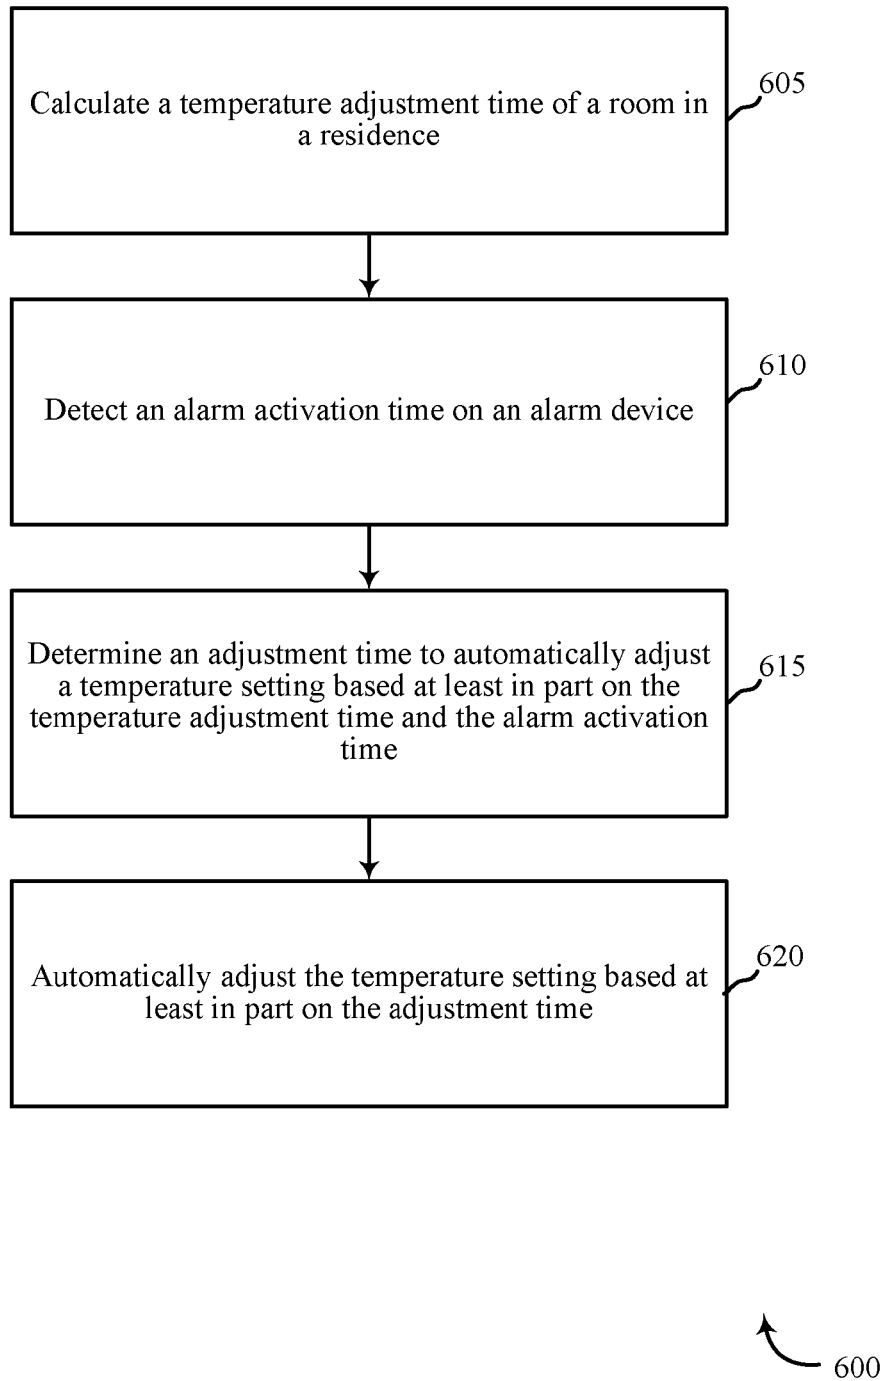 Calculate a temperature adjustment time of a room in
a residence
605
Detect an alarm activation time on an alarm device
610
Determine an adjustment time to automatically adjust
a temperature setting based at least in part on the
temperature adjustment time and the alarm activation
time
615
Automatically adjust the temperature setting based at
least in part on the adjustment time
620
600